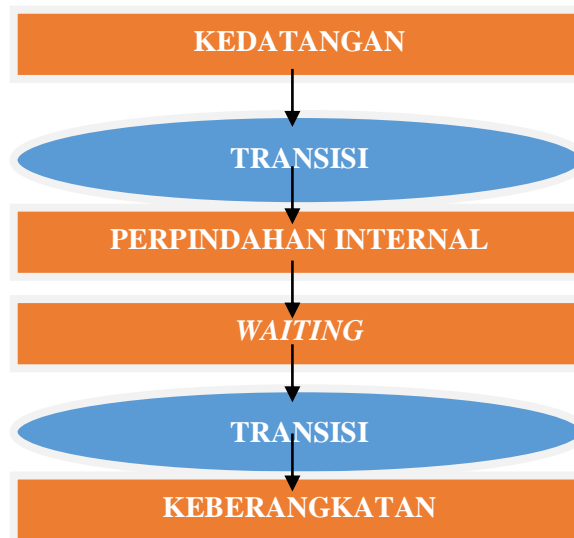 KEDATANGAN
TRANSISI
PERPINDAHAN INTERNAL
WAITING
TRANSISI
KEBERANGKATAN